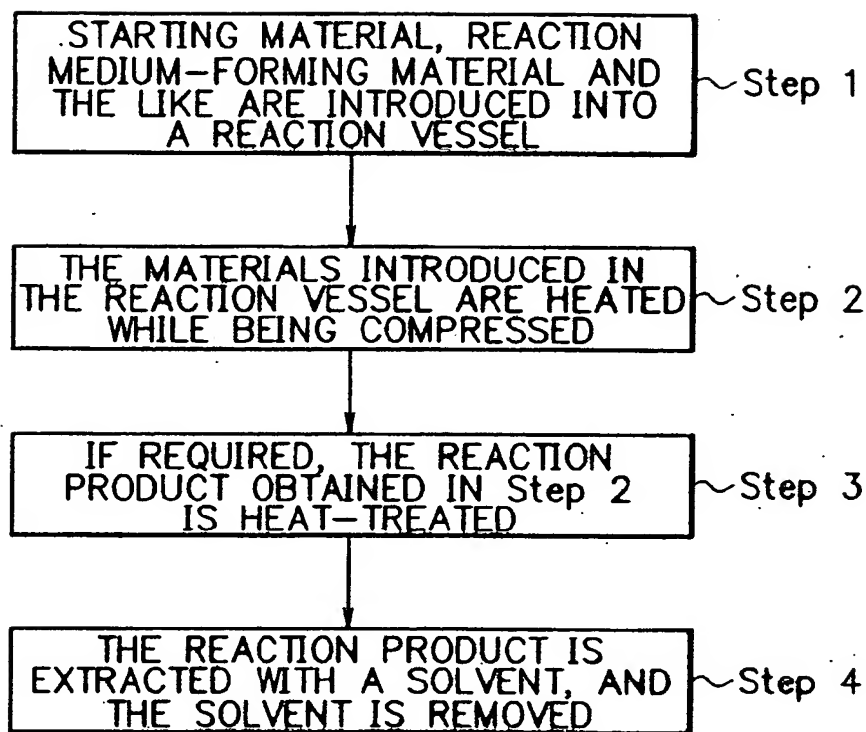 STARTING MATERIAL, REACTION
MEDIUM-FORMING MATERIAL AND
THE LIKE ARE INTRODUCED INTO
A REACTION VESSEL
Step 1
THE MATERIALS INTRODUCED IN
THE REACTION VESSEL ARE HEATED
WHILE BEING COMPRESSED
Step 2
IF REQUIRED, THE REACTION
PRODUCT OBTAINED IN Step 2
IS HEAT-TREATED
Step 3
THE REACTION PRODUCT IS
EXTRACTED WITH A SOLVENT, AND
THE SOLVENT IS REMOVED
Step 4